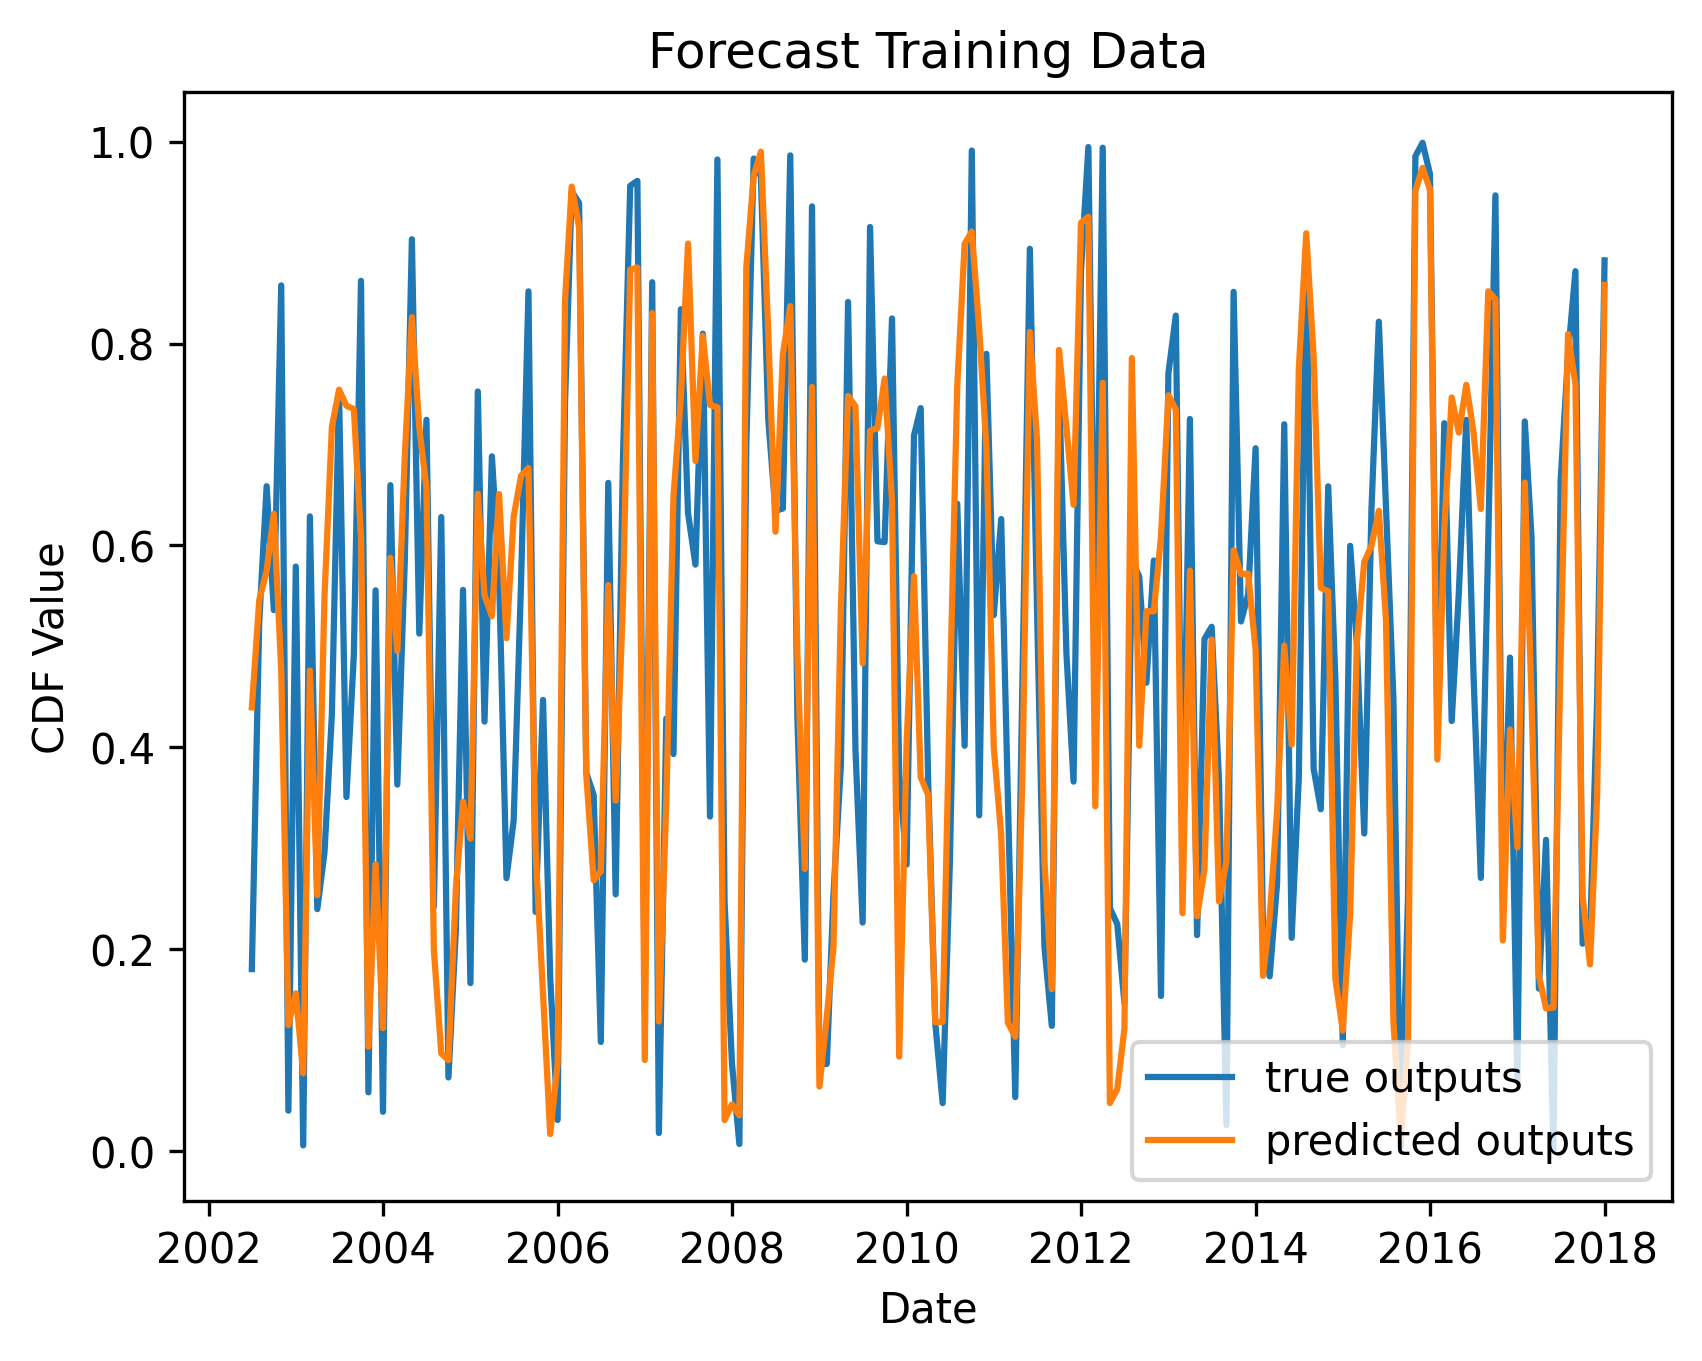 Forecast Training Data
1.0
0.8
0.6
0.4
0.2
0.0
CDF Value
true outputs
predicted outputs
2002 2004 2006 2008 2010 2012 2014 2016 2018
Date